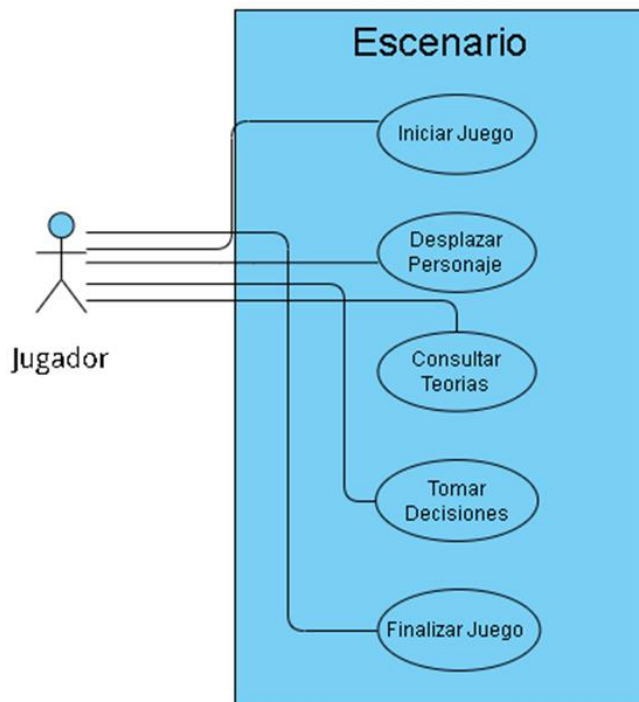 Escenario
Iniciar Juego
Desplazar
Personaje
Jugador
Consultar
Teorias
Tomar
Decisiones
Finalizar Juego